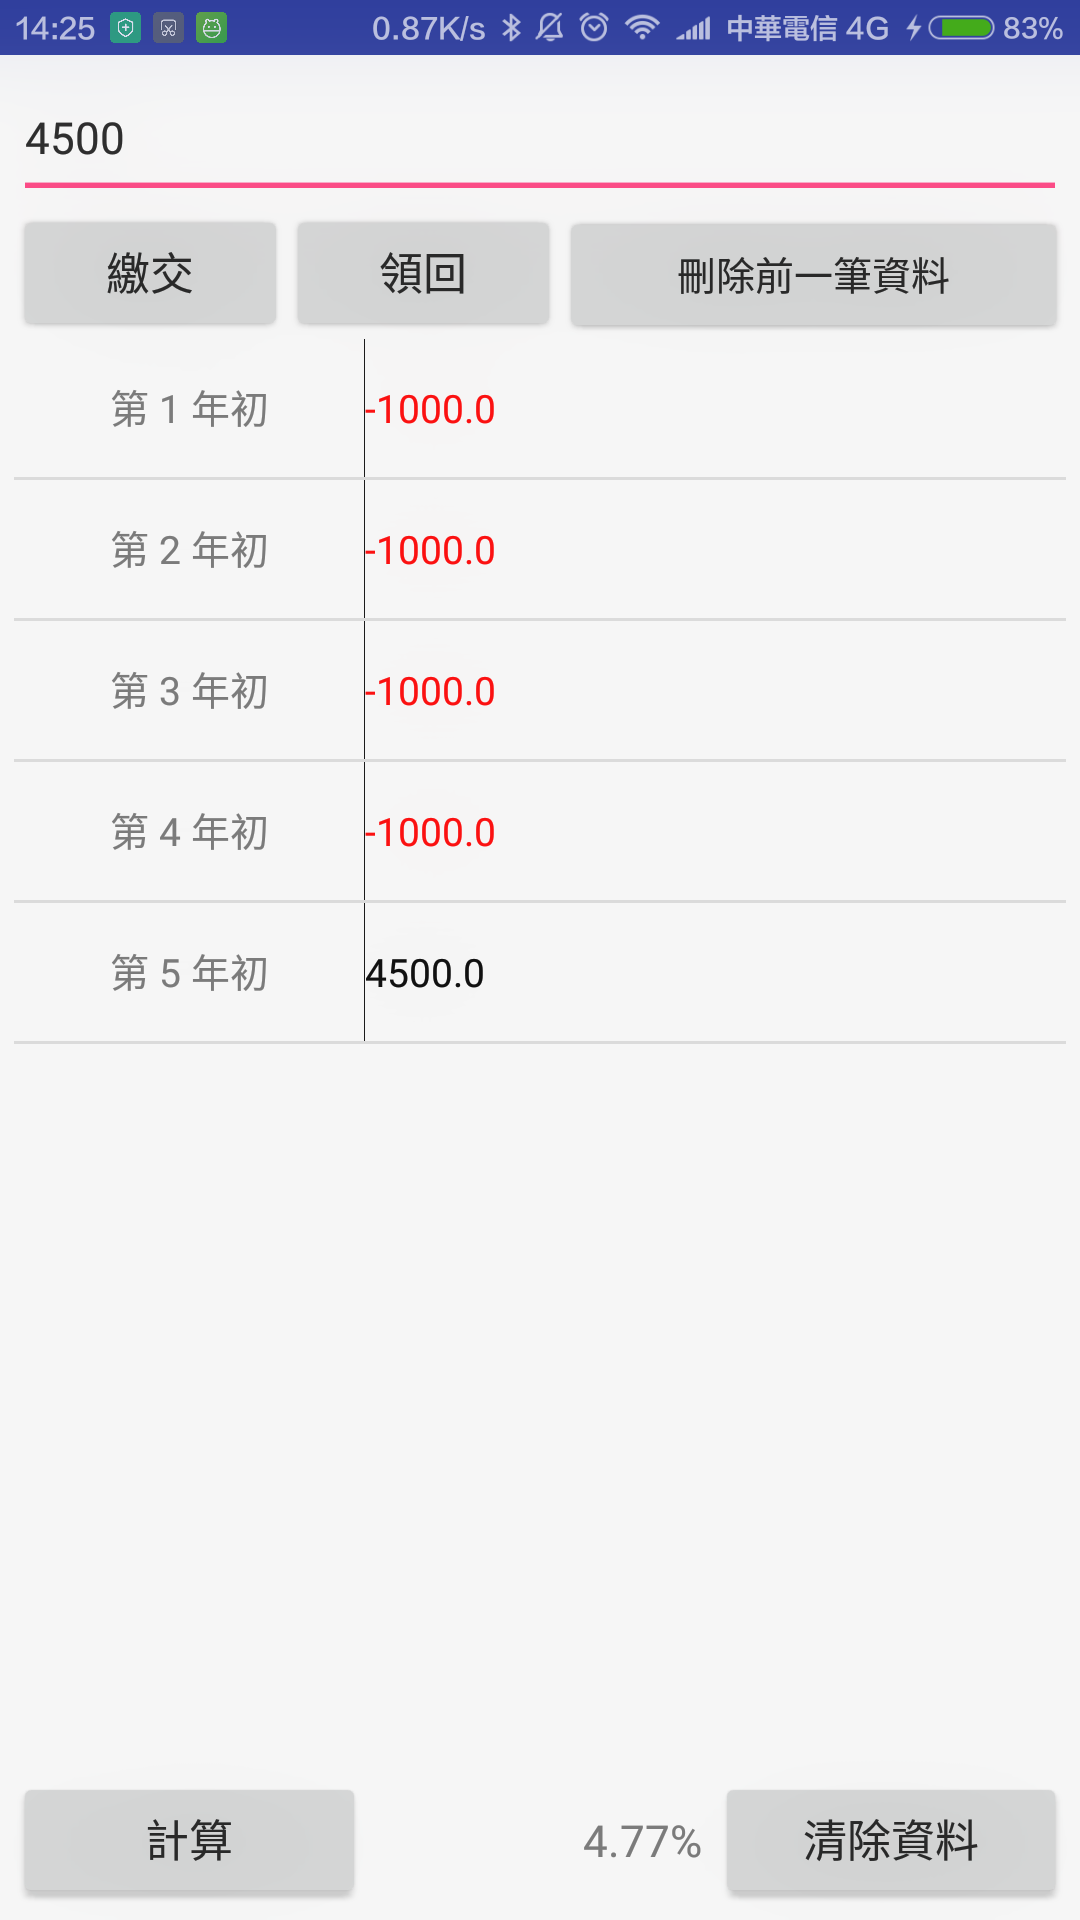 14:25 0.87K/s 中華電信 4G 83%
4500
繳交 領回 刪除前一筆資料
第 1 年初 -1000.0
第 2 年初 -1000.0
第 3 年初 -1000.0
第 4 年初 -1000.0
第 5 年初 4500.0
計算 4.77% 清除資料